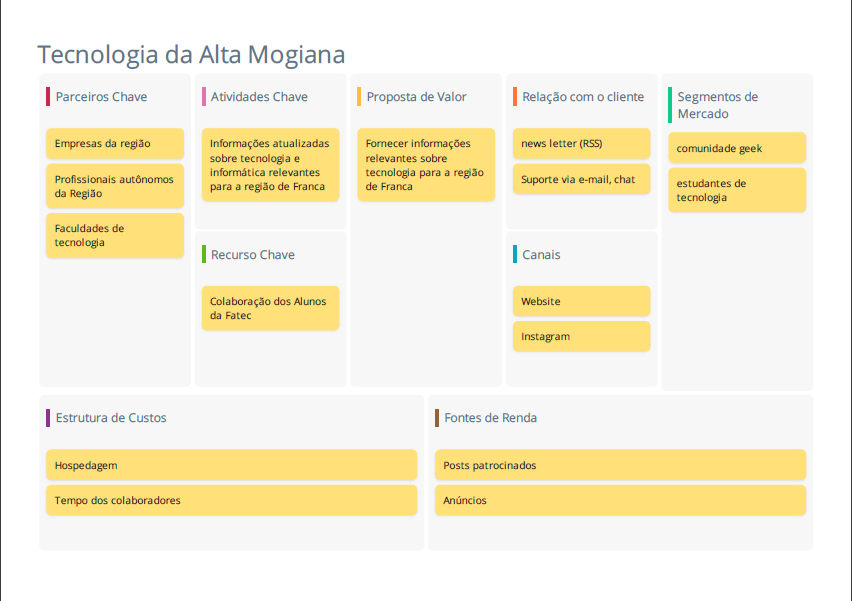 Tecnologia da Alta Mogiana
Parceiros Chave
Empresas da região
Profissionais autônomos
da Região
Faculdades de
tecnologia
Atividades Chave
Informações atualizadas
sobre tecnologia e
informática relevantes
para a região de Franca
Recurso Chave
Colaboração dos Alunos
da Fatec
Proposta de Valor
Fornecer informações
relevantes sobre
tecnologia para a região
de Franca
Relação com o cliente
news letter (RSS)
Suporte via e-mail, chat
Canais
Website
Instagram
Segmentos de
Mercado
comunidade geek
estudantes de
tecnologia
Estrutura de Custos
Hospedagem
Tempo dos colaboradores
Fontes de Renda
Posts patrocinados
Anúncios